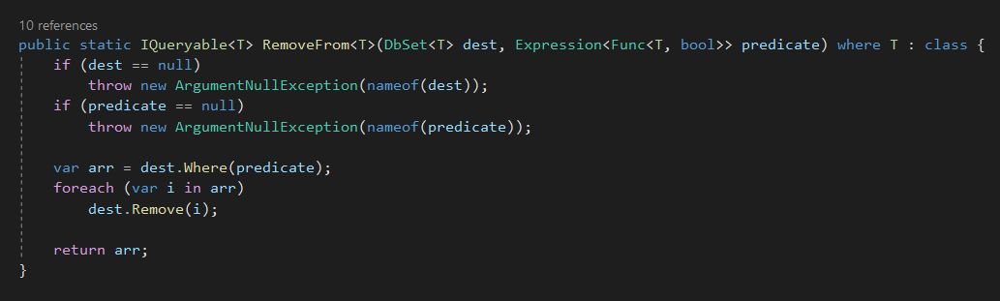 10 references
public static IQueryable<T> RemoveFrom<T>(DbSet<T> dest, Expression<Func<T, bool>> predicate) where T : class {
    if (dest == null)
        throw new ArgumentNullException(nameof(dest));
    if (predicate == null)
        throw new ArgumentNullException(nameof(predicate));

    var arr = dest.Where(predicate);
    foreach (var i in arr)
        dest.Remove(i);

    return arr;
}